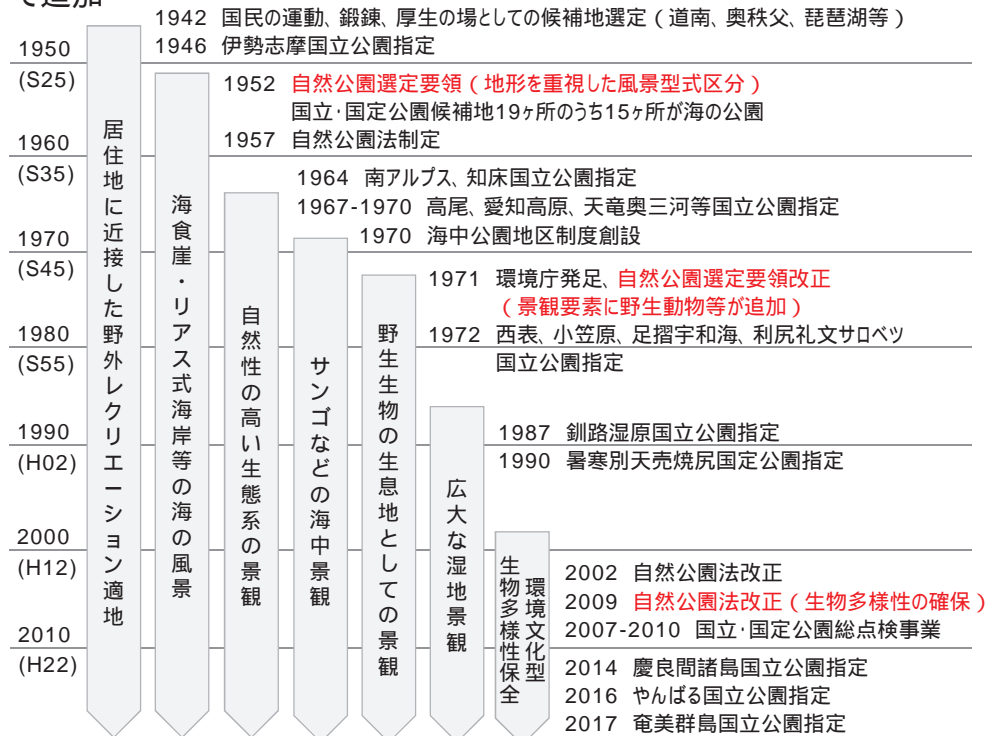 で追加
1942 国民の運動、鍛錬、厚生の場としての候補地選定（道南、奥秩父、琵琶湖等）
1946 伊勢志摩国立公園指定
1950
(S25)
1952 自然公園選定要領（地形を重視した風景型式区分）
国立･国定公園候補地19ヶ所のうち15ヶ所が海の公園
1957 自然公園法制定
1960
(S35)
1964 南アルプス、知床国立公園指定
1967-1970 高尾、愛知高原、天竜奥三河等国立公園指定
1970 海中公園地区制度創設
1970
(S45)
1971 環境庁発足、自然公園選定要領改正
（景観要素に野生動物等が追加）
1972 西表、小笠原、足摺宇和海、利尻礼文サロベツ
国立公園指定
1980
(S55)
1987 釧路湿原国立公園指定
1990 暑寒別天売焼尻国定公園指定
1990
(H02)
2000
(H12)
2002 自然公園法改正
2009 自然公園法改正（生物多様性の確保）
2007-2010 国立･国定公園総点検事業
2010
(H22)
2014 慶良間諸島国立公園指定
2016 やんばる国立公園指定
2017 奄美群島国立公園指定
居住地に近接した野外レクリエーション適地
海食崖・リアス式海岸等の海の風景
自然性の高い生態系の景観
サンゴなどの海中景観
野生生物の生息地としての景観
広大な湿地景観
環境文化型
生物多様性保全